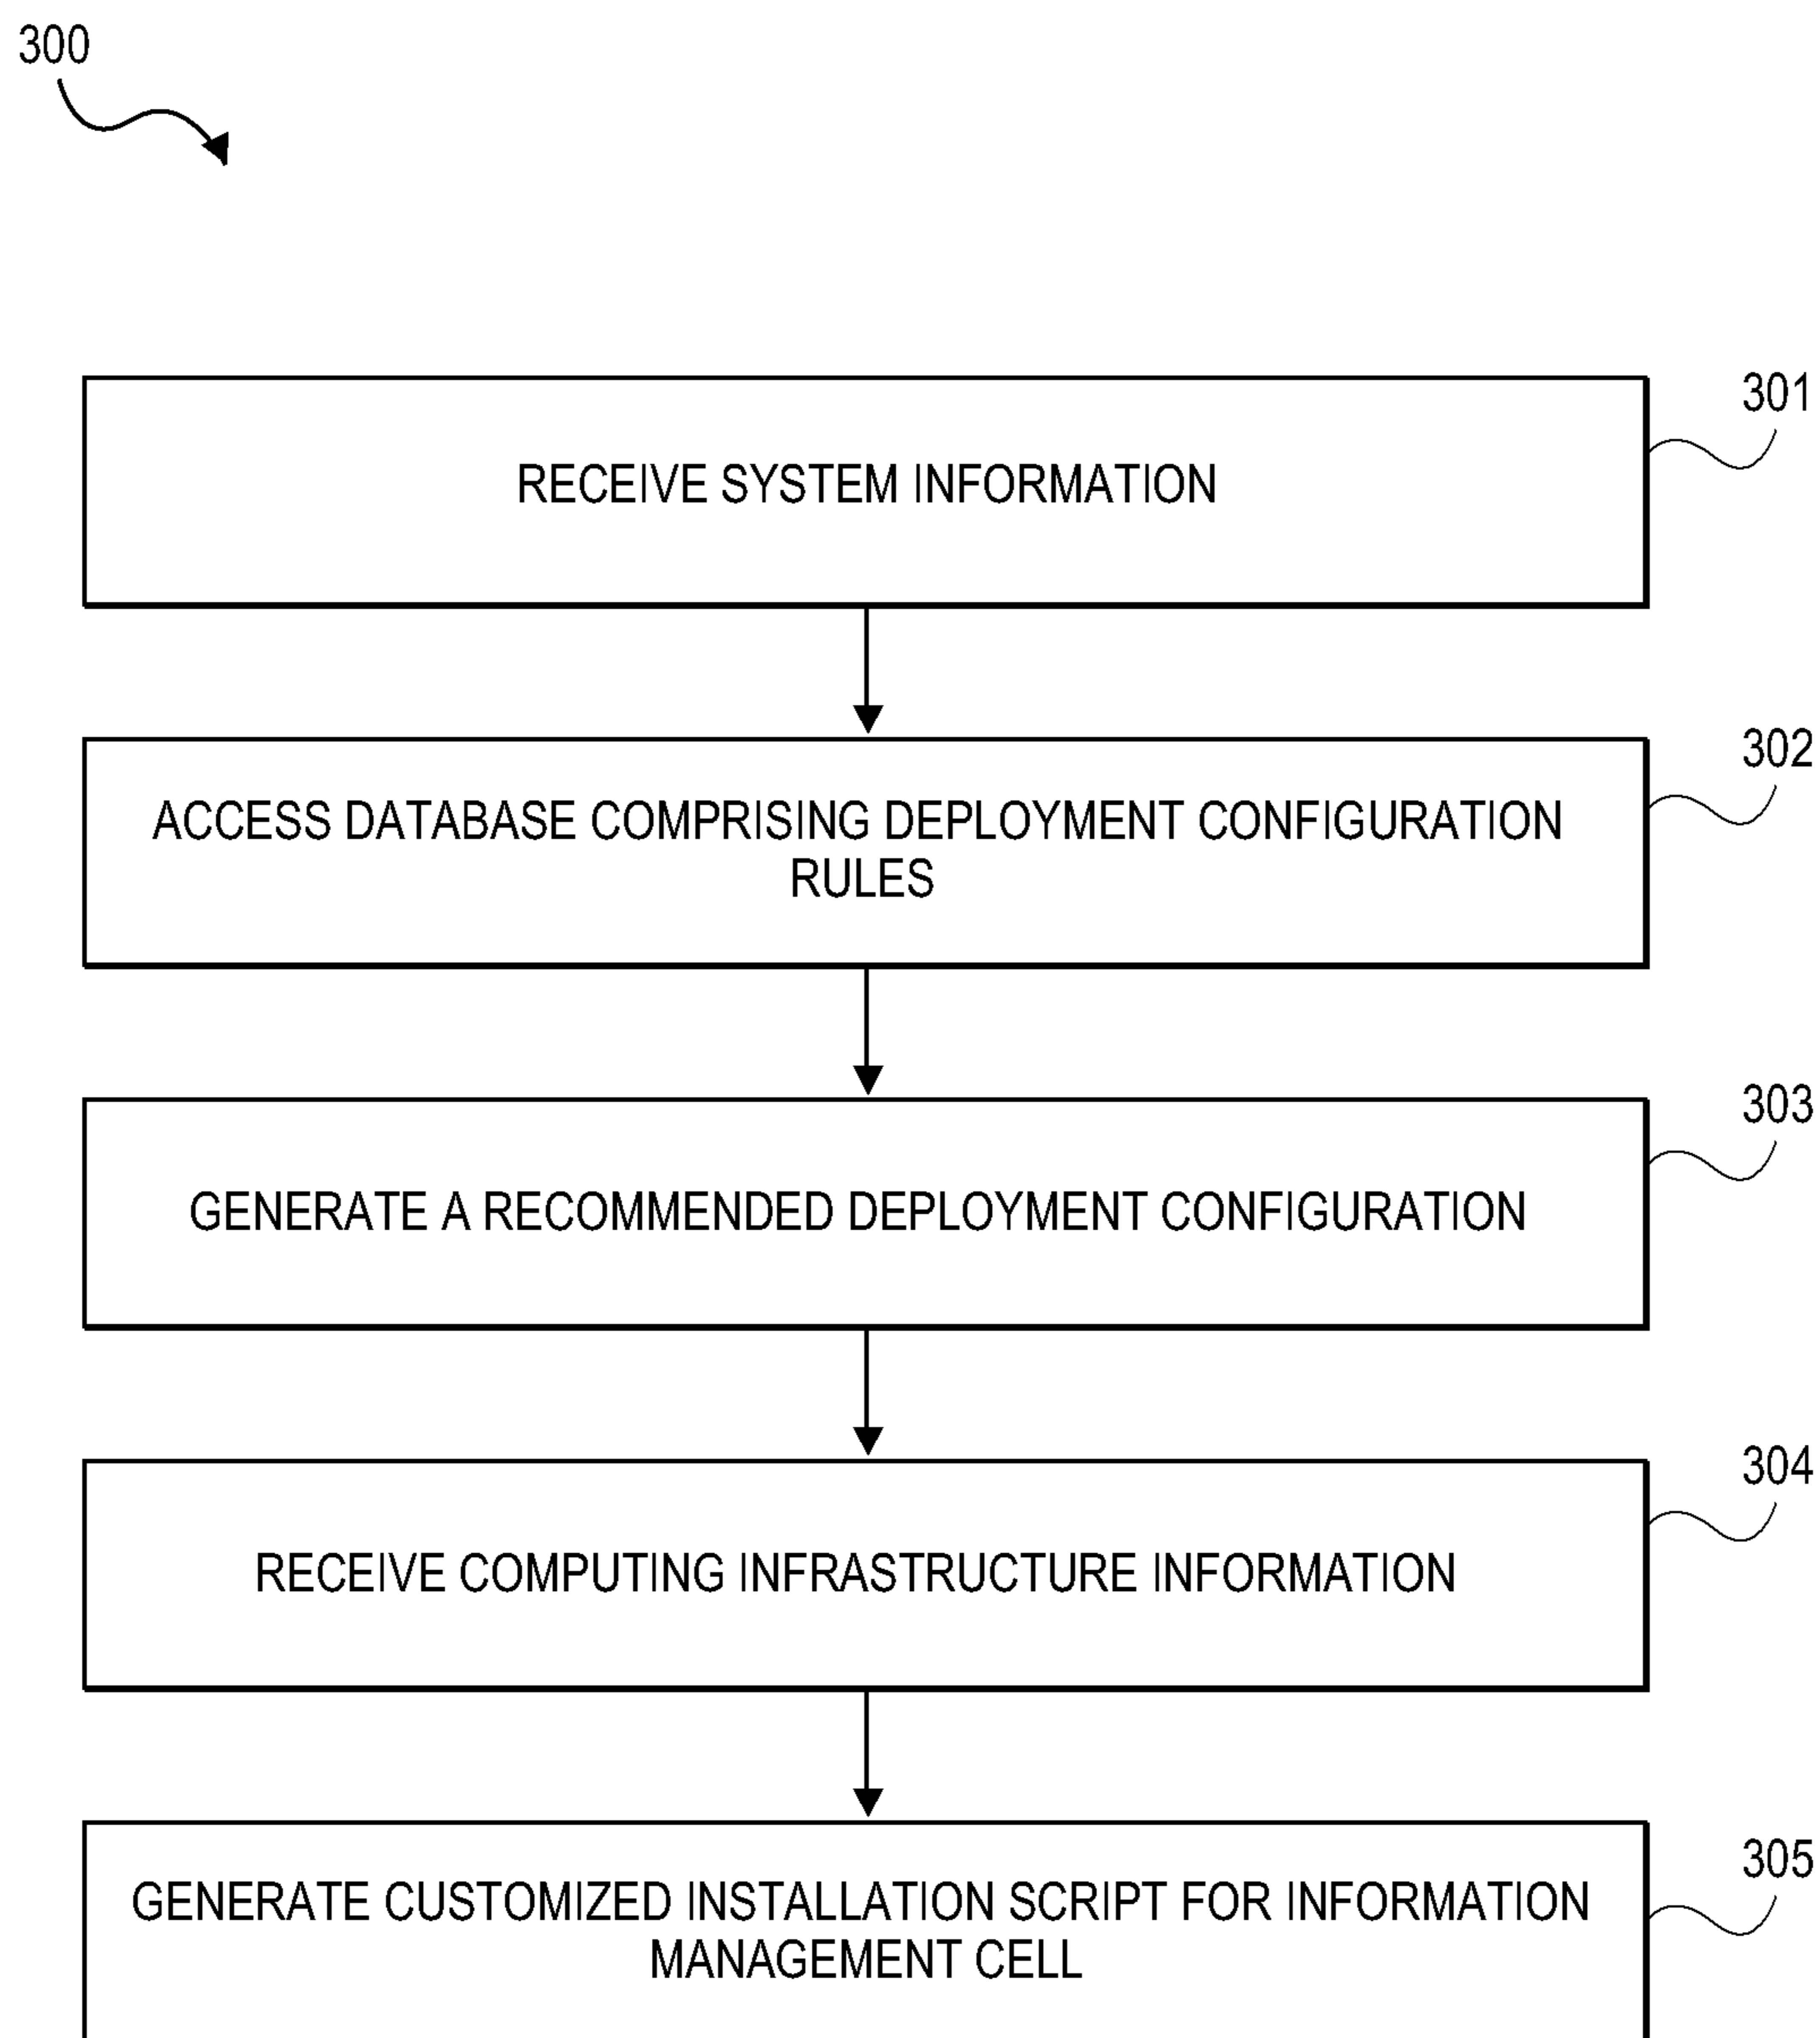 300
301
RECEIVE SYSTEM INFORMATION
302
ACCESS DATABASE COMPRISING DEPLOYMENT CONFIGURATION
RULES
303
GENERATE A RECOMMENDED DEPLOYMENT CONFIGURATION
304
RECEIVE COMPUTING INFRASTRUCTURE INFORMATION
305
GENERATE CUSTOMIZED INSTALLATION SCRIPT FOR INFORMATION
MANAGEMENT CELL